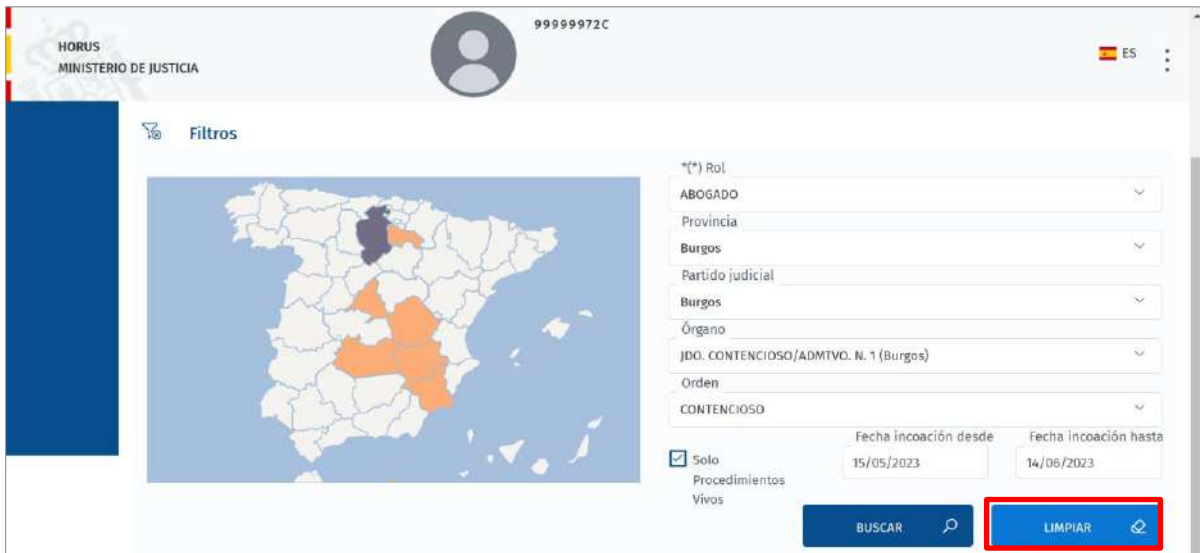 99999972C
HORUS
MINISTERIO DE JUSTICIA
ES
Filtros
*(*) Rol
ABOGADO
Provincia
Burgos
Partido judicial
Burgos
Órgano
JDO. CONTENCIOSO/ADMTVO. N. 1 (Burgos)
Orden
CONTENCIOSO
Fecha incoación desde
Fecha incoación hasta
Solo
Procedimientos
Vivos
15/05/2023
14/06/2023
BUSCAR
LIMPIAR